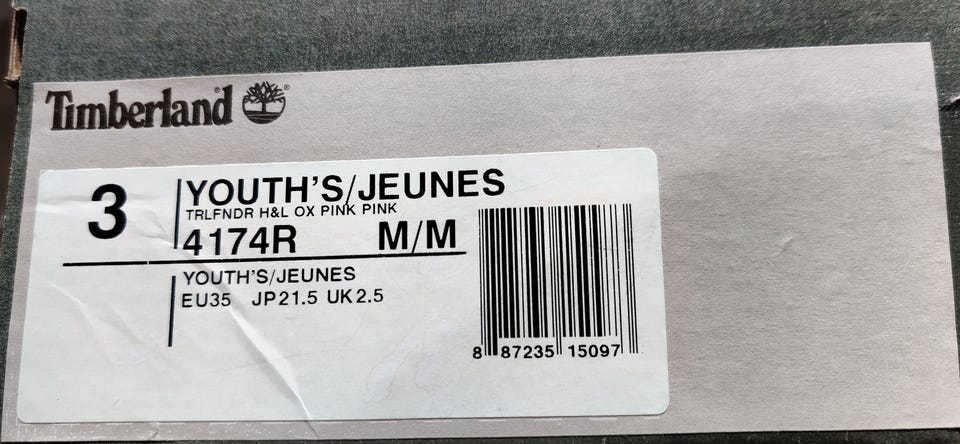 Timberland®
3
YOUTH'S/JEUNES
TRLFNDR H&L OX PINK PINK
4174R M/M
YOUTH'S/JEUNES
EU35 JP21.5 UK2.5
8 87235 15097